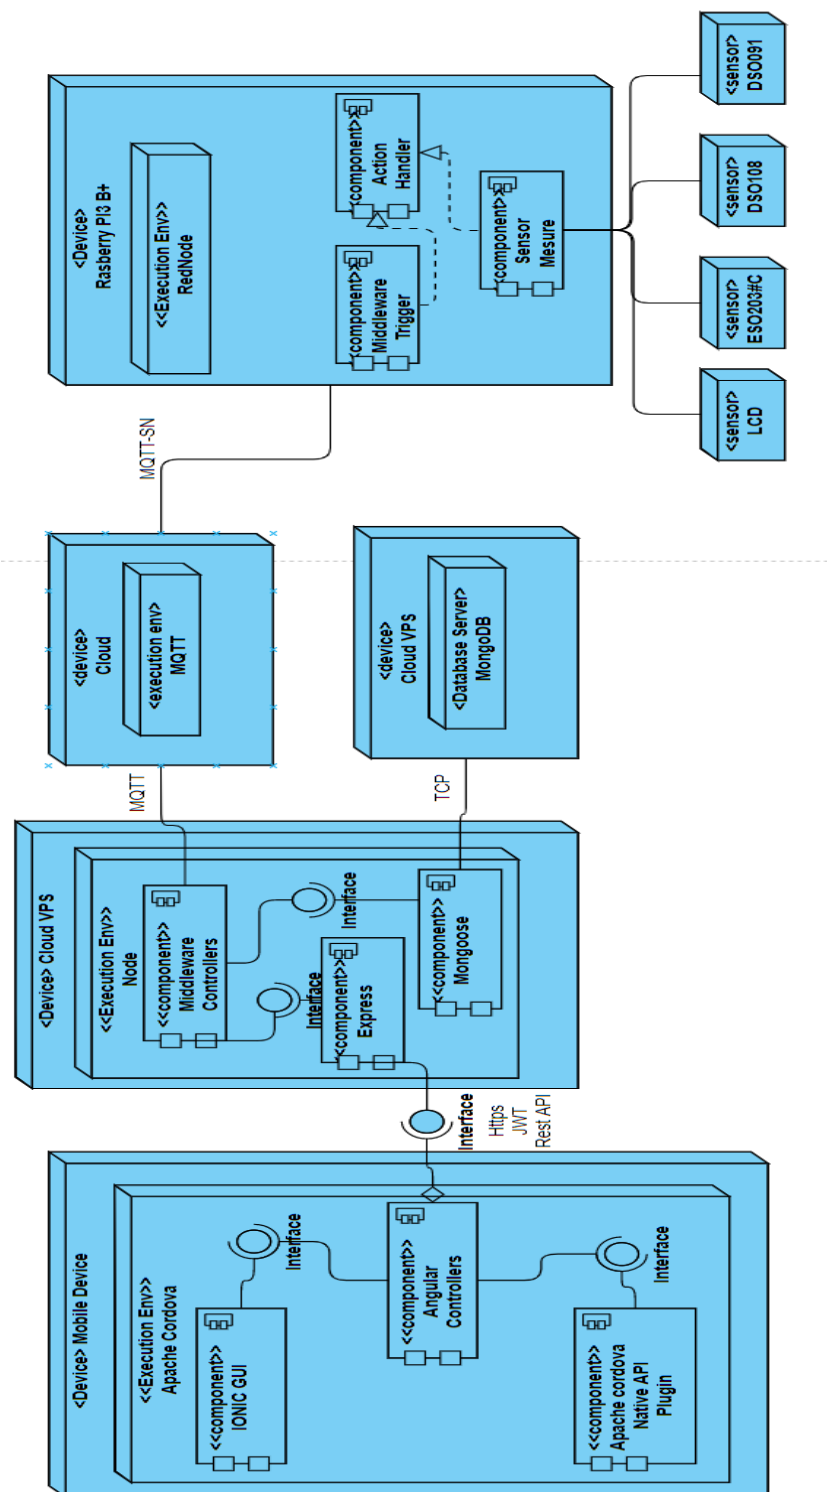 <Device> Mobile Device
<<Execution Env>>
Apache Cordova
<<component>>
IONIC GUI
Interface
<<component>>
Angular
Controllers
Interface
<<component>>
Apache cordova
Native API
Plugin
Interface
Https
JWT
Rest API
<Device> Cloud VPS
<<Execution Env>>
Node
<<component>>
Middleware
Controllers
Interface
<<component>>
Express
Interface
<<component>>
Mongoose
MQTT
TCP
<device>
Cloud
<execution env>
MQTT
<device>
Cloud VPS
<Database Server>
MongoDB
MQTT-SN
<Device>
Rasberry PI3 B+
<<Execution Env>>
RedNode
<<component>>
Middleware
Trigger
<<component>>
Action
Handler
<<component>>
Sensor
Mesure
<sensor>
LCD
<sensor>
ESO203#C
<sensor>
DSO108
<sensor>
DSO091